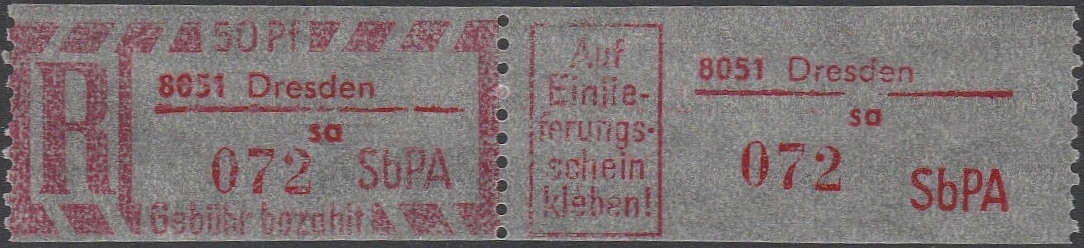 50 Pf
R
8051 Dresden
sa
072 SbPA
Gebühr bezahlt
Auf
Einlie-
ferungs-
schein
kleben!
8051 Dresden
sa
072
SbPA